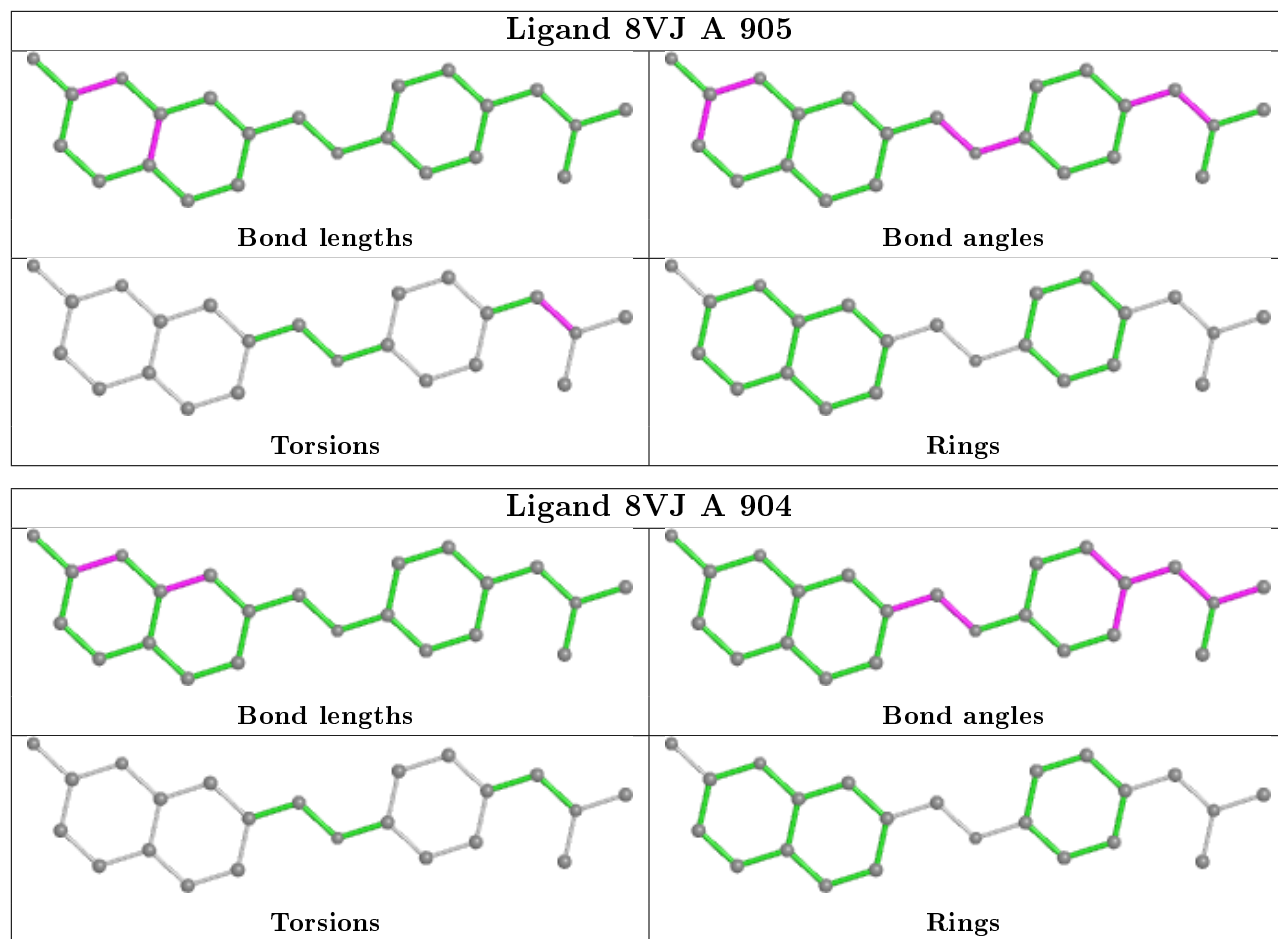 Ligand 8VJ A 905
Bond lengths
Bond angles
Torsions
Rings
Ligand 8VJ A 904
Bond lengths
Bond angles
Torsions
Rings